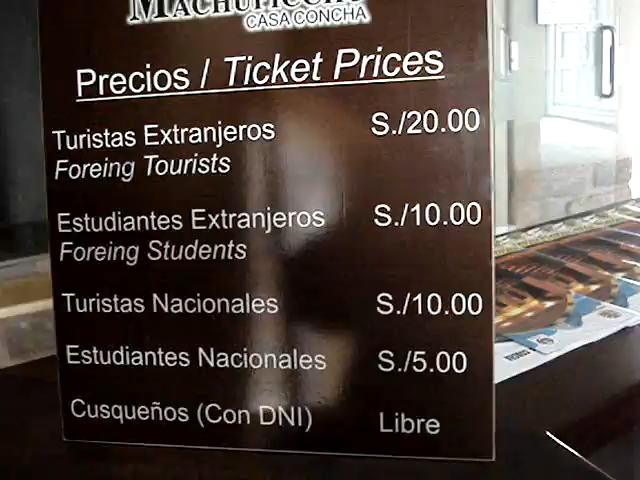 MACHUPICCHU
CASA CONCHA
Precios / Ticket Prices
Turistas Extranjeros S./20.00
Foreing Tourists
Estudiantes Extranjeros S./10.00
Foreing Students
Turistas Nacionales S./10.00
Estudiantes Nacionales S./5.00
Cusqueños (Con DNI) Libre